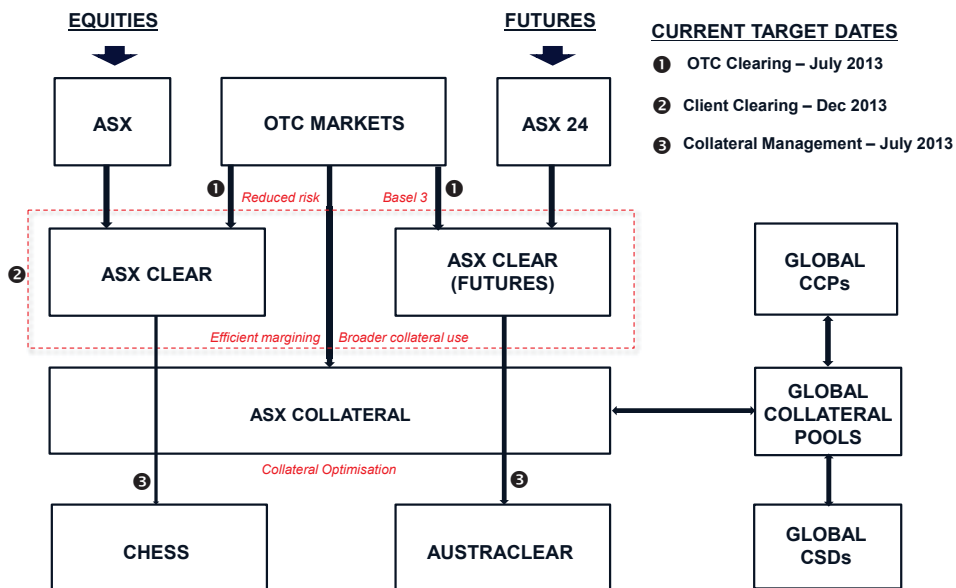 EQUITIES
FUTURES
CURRENT TARGET DATES
❶ OTC Clearing – July 2013
❷ Client Clearing – Dec 2013
❸ Collateral Management – July 2013
ASX
OTC MARKETS
ASX 24
❶
Reduced risk
Basel 3
❶
❷
ASX CLEAR
ASX CLEAR
(FUTURES)
GLOBAL
CCPs
Efficient margining
Broader collateral use
ASX COLLATERAL
GLOBAL
COLLATERAL
POOLS
Collateral Optimisation
❸
❸
CHESS
AUSTRACLEAR
GLOBAL
CSDs